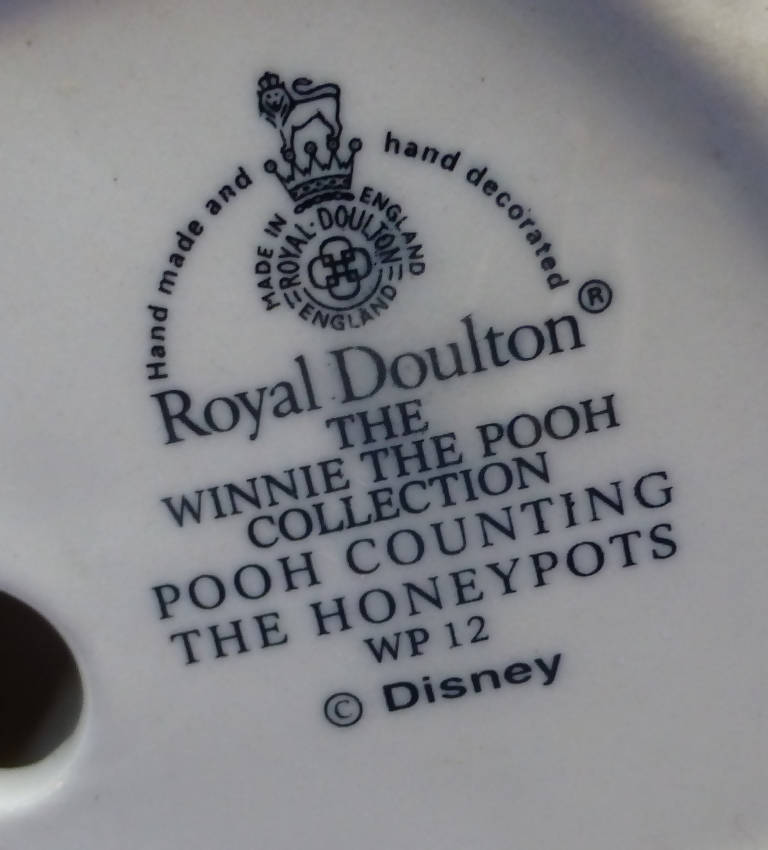 Hand made and hand decorated
MADE IN ENGLAND
ROYAL·DOULTON
ENGLAND
Royal Doulton®
THE
WINNIE THE POOH
COLLECTION
POOH COUNTING
THE HONEYPOTS
WP 12
© Disney